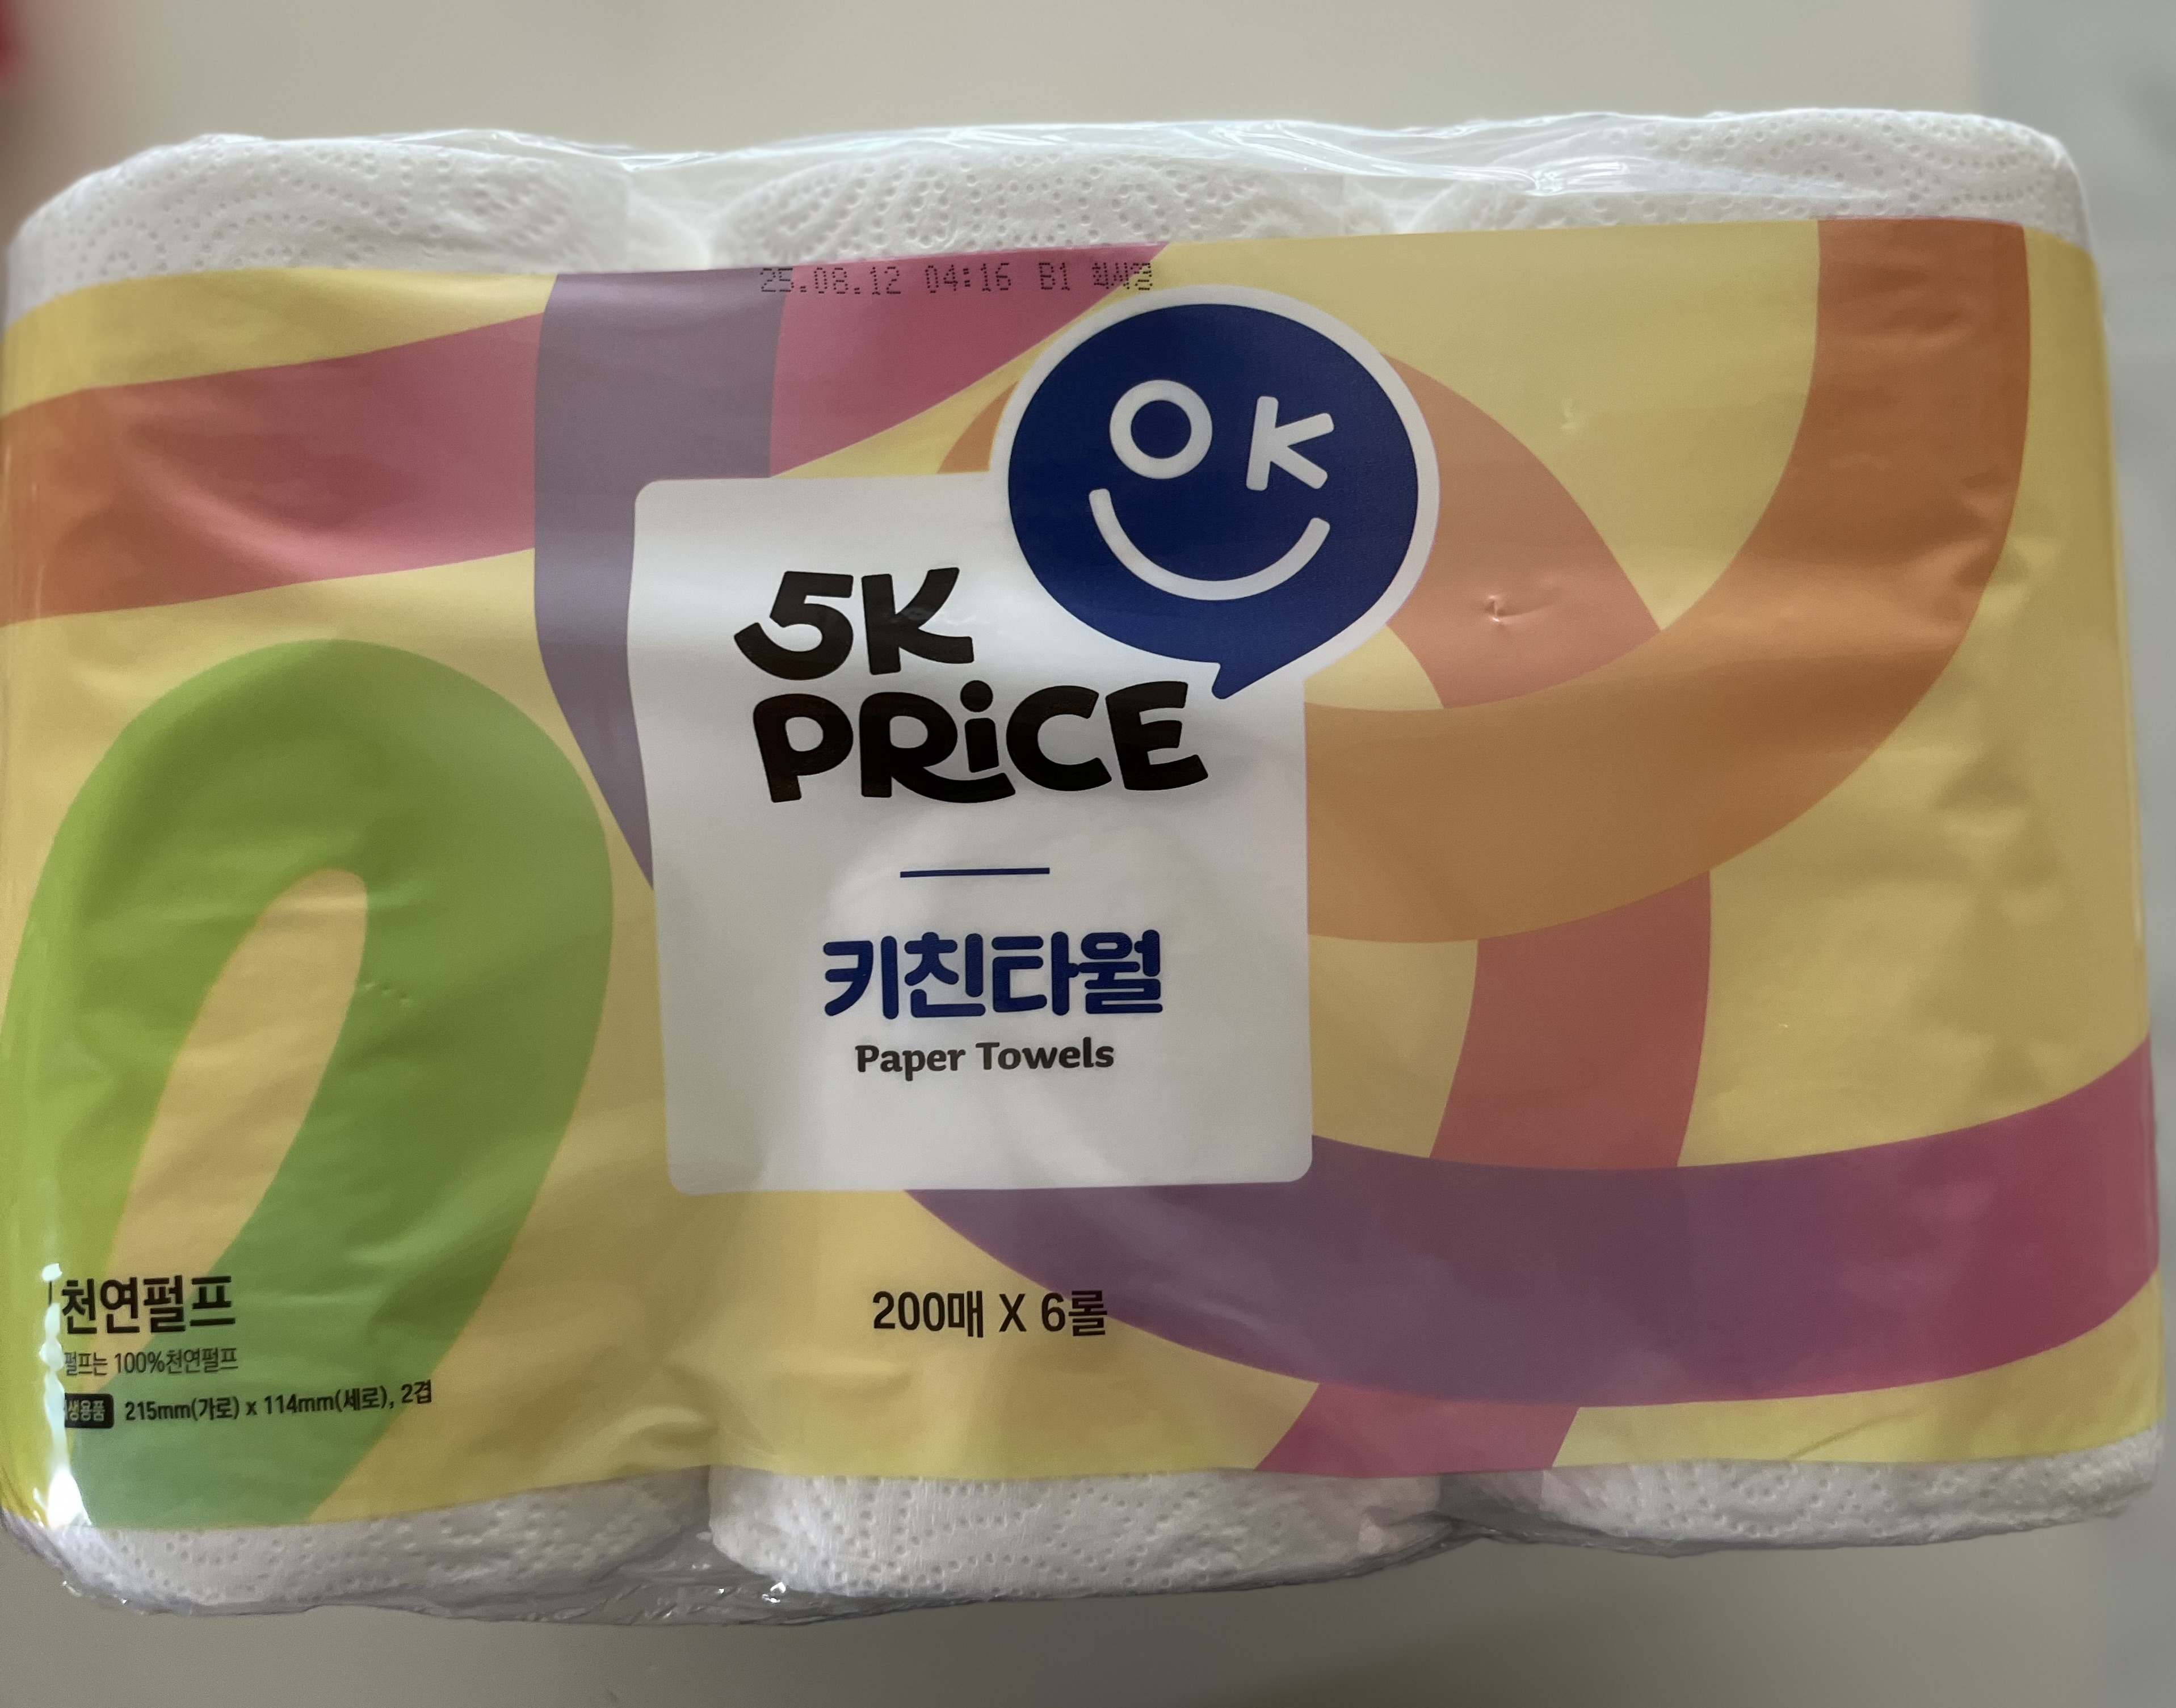 25.08.12 04:16 B1
OK
5K
PRiCE
키친타월
Paper Towels
천연펄프
펄프는 100%천연펄프
215mm(가로) x 114mm(세로), 2겹
200매 X 6롤